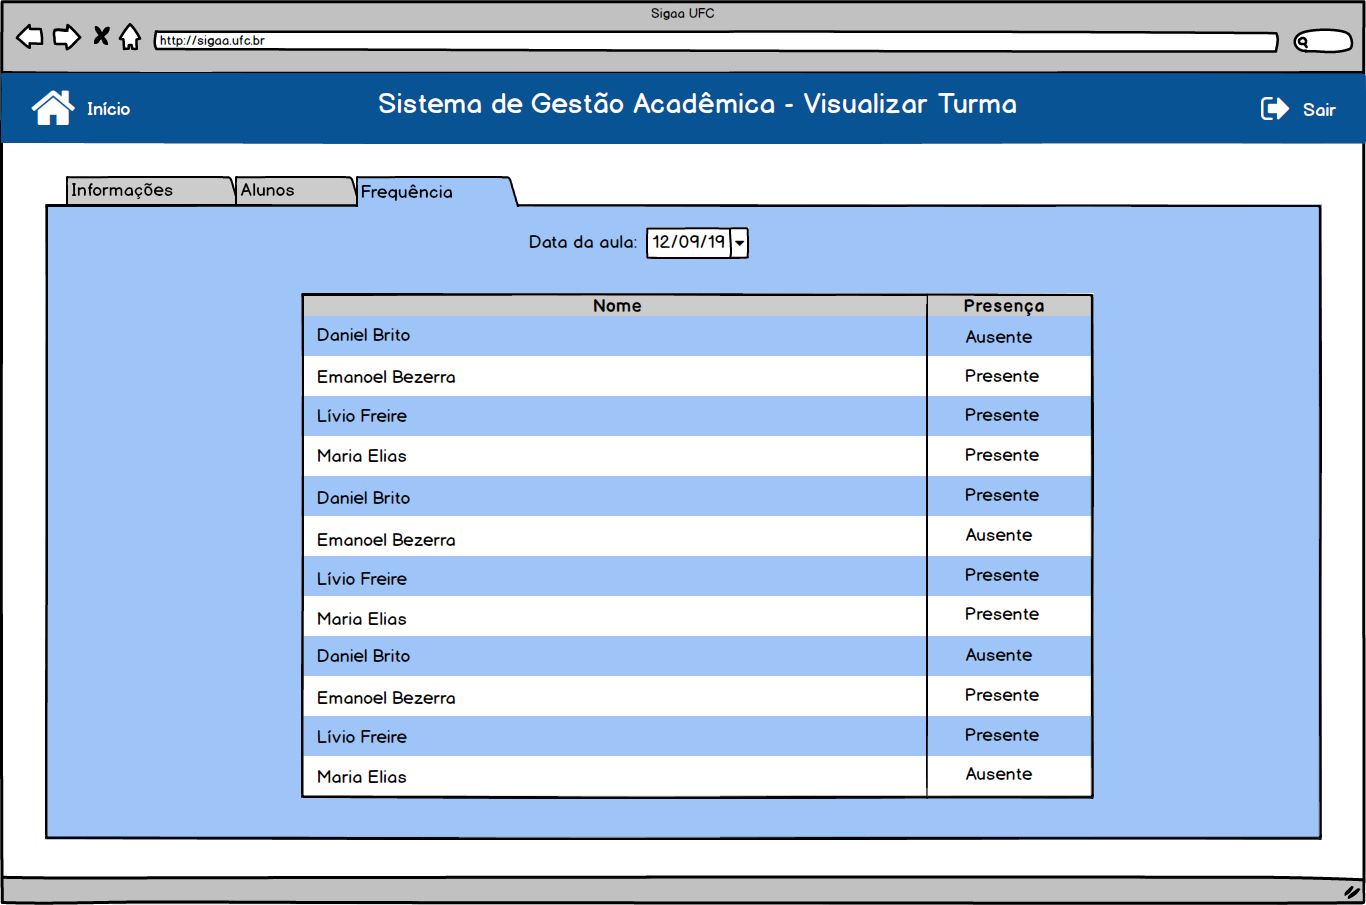 Sigaa UFC
http://sigaa.ufc.br
Início
Sistema de Gestão Acadêmica - Visualizar Turma
Sair
Informações
Alunos
Frequência
Data da aula: 12/09/19
Nome Presença
Daniel Brito Ausente
Emanoel Bezerra Presente
Lívio Freire Presente
Maria Elias Presente
Daniel Brito Presente
Emanoel Bezerra Ausente
Lívio Freire Presente
Maria Elias Presente
Daniel Brito Ausente
Emanoel Bezerra Presente
Lívio Freire Presente
Maria Elias Ausente